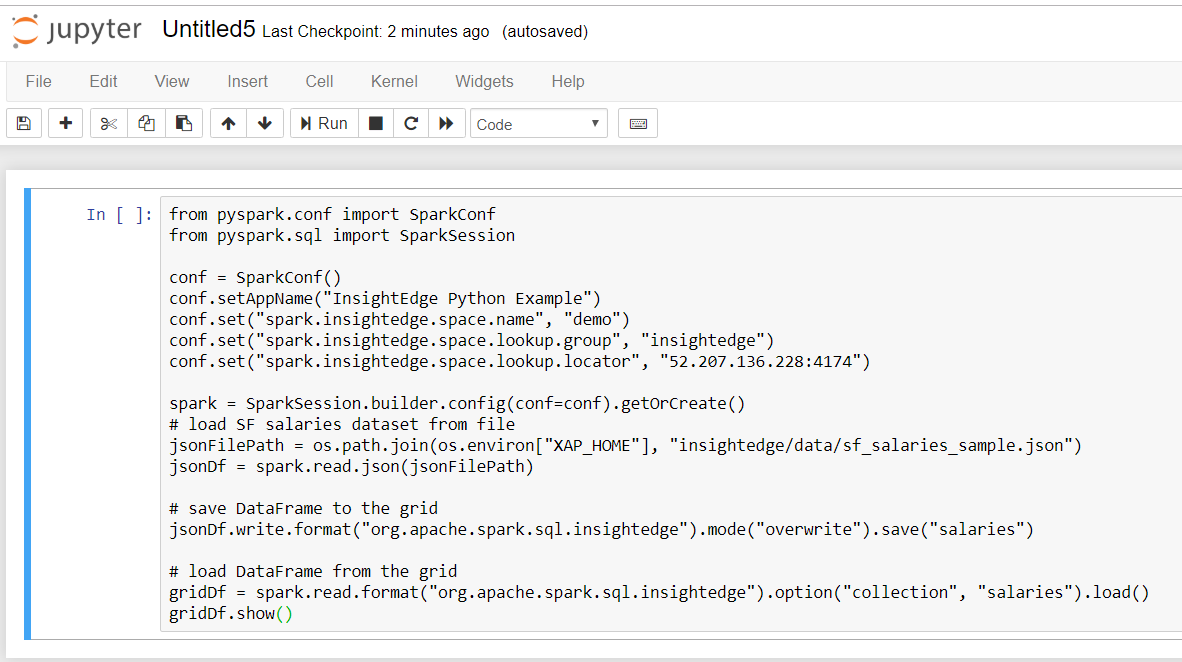 jupyter Untitled5 Last Checkpoint: 2 minutes ago (autosaved)
File Edit View Insert Cell Kernel Widgets Help
Run Code
In [ ]:
from pyspark.conf import SparkConf
from pyspark.sql import SparkSession
conf = SparkConf()
conf.setAppName("InsightEdge Python Example")
conf.set("spark.insightedge.space.name", "demo")
conf.set("spark.insightedge.space.lookup.group", "insightedge")
conf.set("spark.insightedge.space.lookup.locator", "52.207.136.228:4174")
spark = SparkSession.builder.config(conf=conf).getOrCreate()
# load SF salaries dataset from file
jsonFilePath = os.path.join(os.environ["XAP_HOME"], "insightedge/data/sf_salaries_sample.json")
jsonDf = spark.read.json(jsonFilePath)
# save DataFrame to the grid
jsonDf.write.format("org.apache.spark.sql.insightedge").mode("overwrite").save("salaries")
# load DataFrame from the grid
gridDf = spark.read.format("org.apache.spark.sql.insightedge").option("collection", "salaries").load()
gridDf.show()